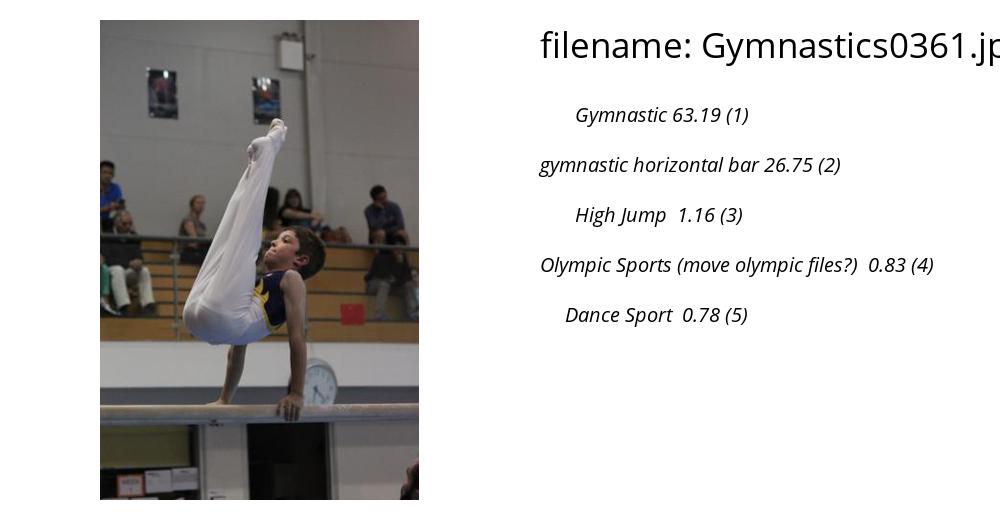 filename: Gymnastics0361.jp
Gymnastic 63.19 (1)
gymnastic horizontal bar 26.75 (2)
High Jump 1.16 (3)
Olympic Sports (move olympic files?) 0.83 (4)
Dance Sport 0.78 (5)